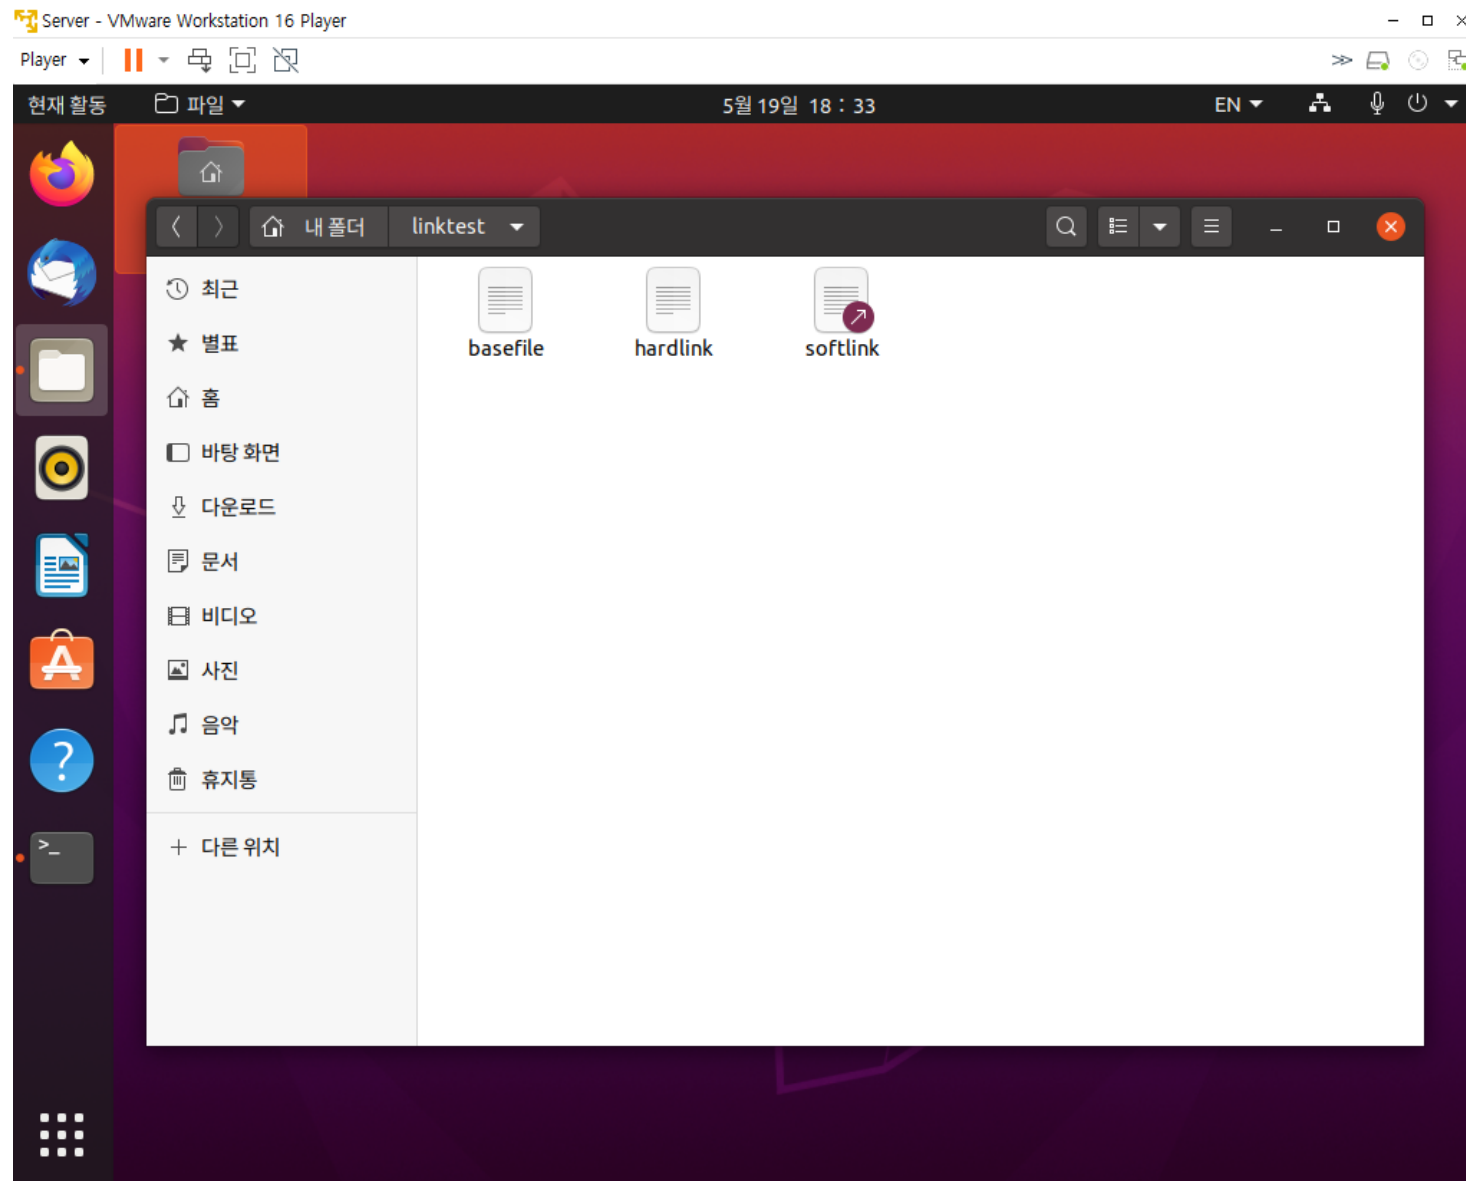 Server - VMware Workstation 16 Player
Player
현재 활동
파일
5월 19일 18 : 33
EN
내 폴더
linktest
최근
별표
홈
바탕 화면
다운로드
문서
비디오
사진
음악
휴지통
다른 위치
basefile
hardlink
softlink